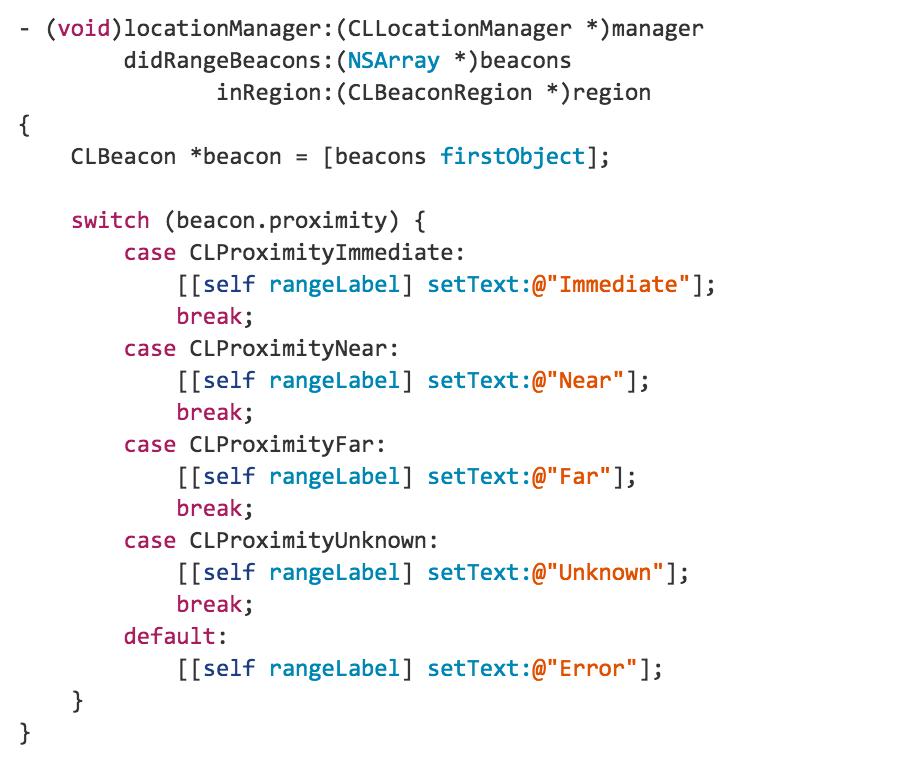 - (void)locationManager:(CLLocationManager *)manager
        didRangeBeacons:(NSArray *)beacons
               inRegion:(CLBeaconRegion *)region
{
    CLBeacon *beacon = [beacons firstObject];

    switch (beacon.proximity) {
        case CLProximityImmediate:
            [[self rangeLabel] setText:@"Immediate"];
            break;
        case CLProximityNear:
            [[self rangeLabel] setText:@"Near"];
            break;
        case CLProximityFar:
            [[self rangeLabel] setText:@"Far"];
            break;
        case CLProximityUnknown:
            [[self rangeLabel] setText:@"Unknown"];
            break;
        default:
            [[self rangeLabel] setText:@"Error"];
    }
}